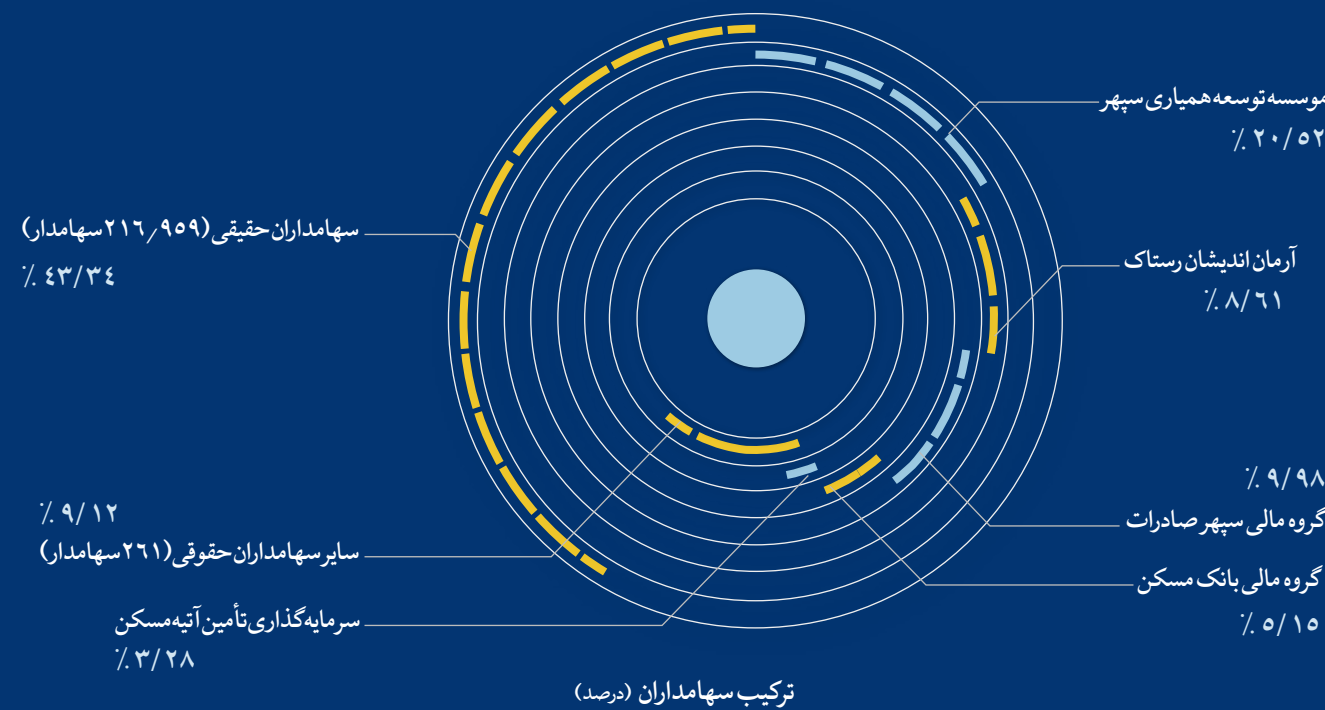 موسسه توسعه همیاری سپهر
٪ ۲۰/۵۲
آرمان اندیشان رستاک
٪ ۸/۶۱
٪ ۹/۹۸
گروه مالی سپهر صادرات
گروه مالی بانک مسکن
٪ ۵/۱۵
سهامداران حقیقی (۲۱۶,۹۵۹ سهامدار)
٪ ۴۳/۳۴
٪ ۹/۱۲
سایر سهامداران حقوقی (۲۶۱ سهامدار)
سرمایه‌گذاری تأمین آتیه مسکن
٪ ۳/۲۸
ترکیب سهامداران (درصد)